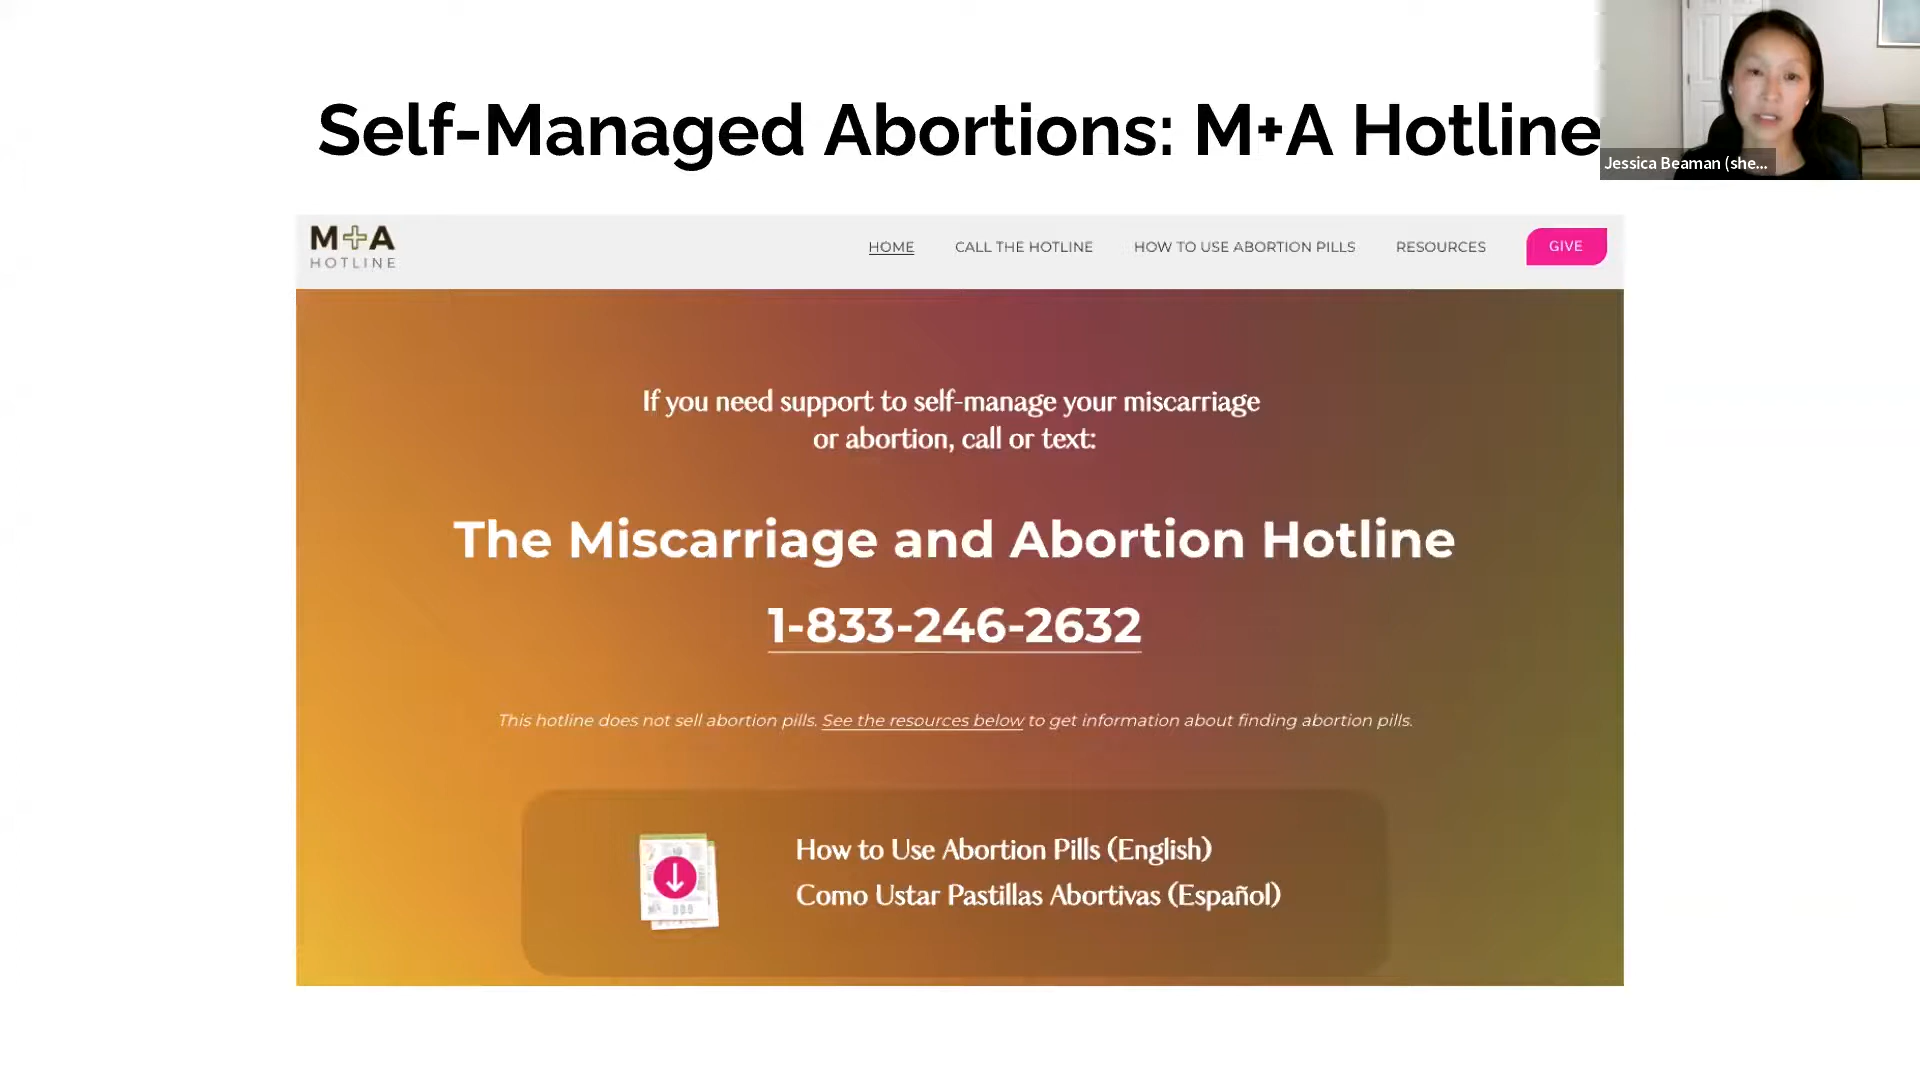 Self-Managed Abortions: M+A Hotline
Jessica Beaman (she...
M+A
HOTLINE
HOME
CALL THE HOTLINE
HOW TO USE ABORTION PILLS
RESOURCES
GIVE
If you need support to self-manage your miscarriage
or abortion, call or text:
The Miscarriage and Abortion Hotline
1-833-246-2632
This hotline does not sell abortion pills. See the resources below to get information about finding abortion pills.
How to Use Abortion Pills (English)
Como Ustar Pastillas Abortivas (Español)